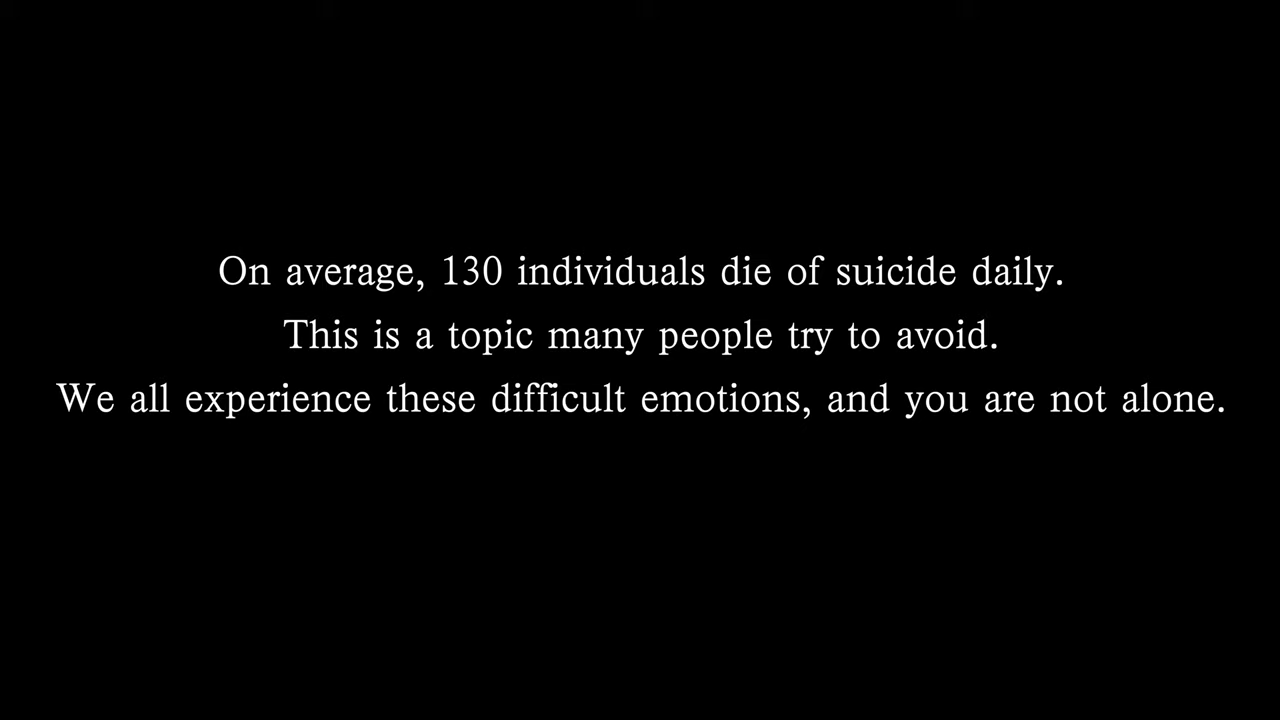 On average, 130 individuals die of suicide daily.
This is a topic many people try to avoid.
We all experience these difficult emotions, and you are not alone.